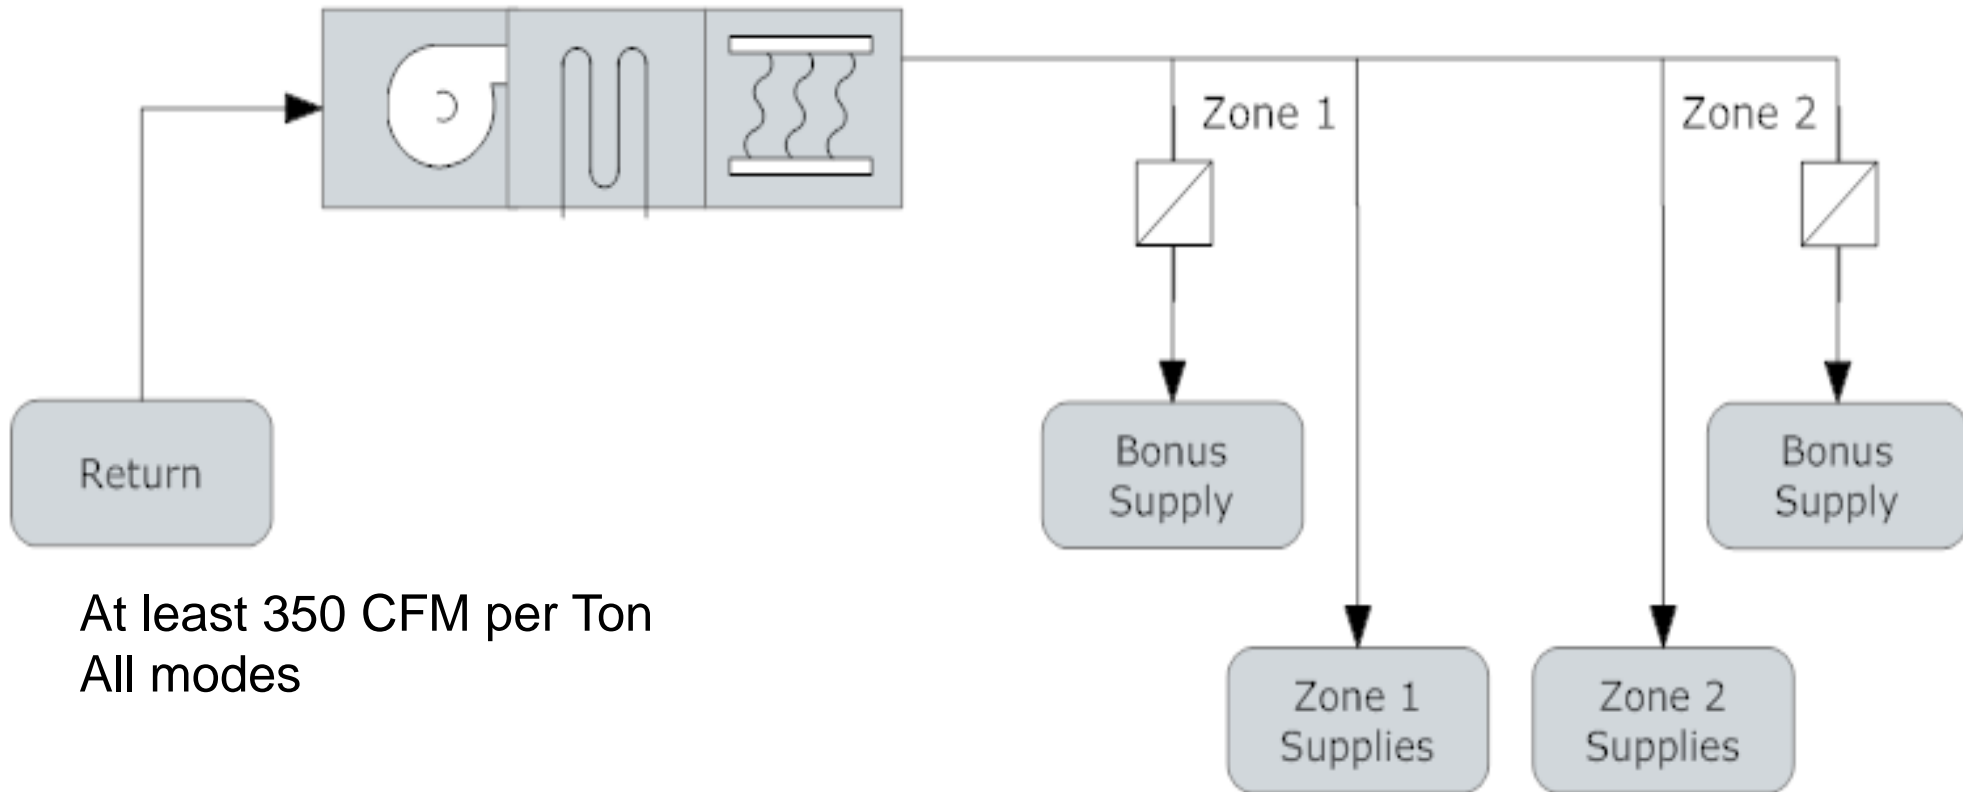 Zone 1
Zone 2
Return
Bonus
Supply
Bonus
Supply
At least 350 CFM per Ton
All modes
Zone 1
Supplies
Zone 2
Supplies